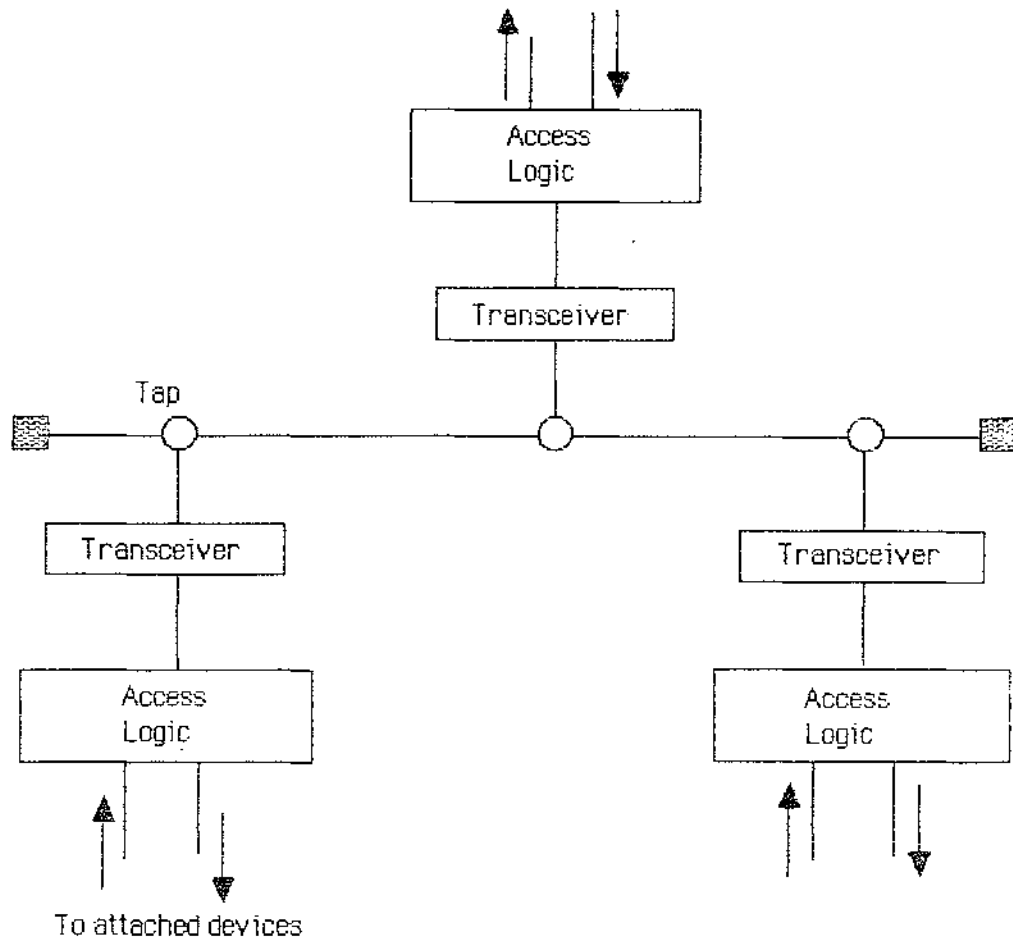 Access
Logic
Transceiver
Tap
Transceiver
Transceiver
Access
Logic
Access
Logic
To attached devices